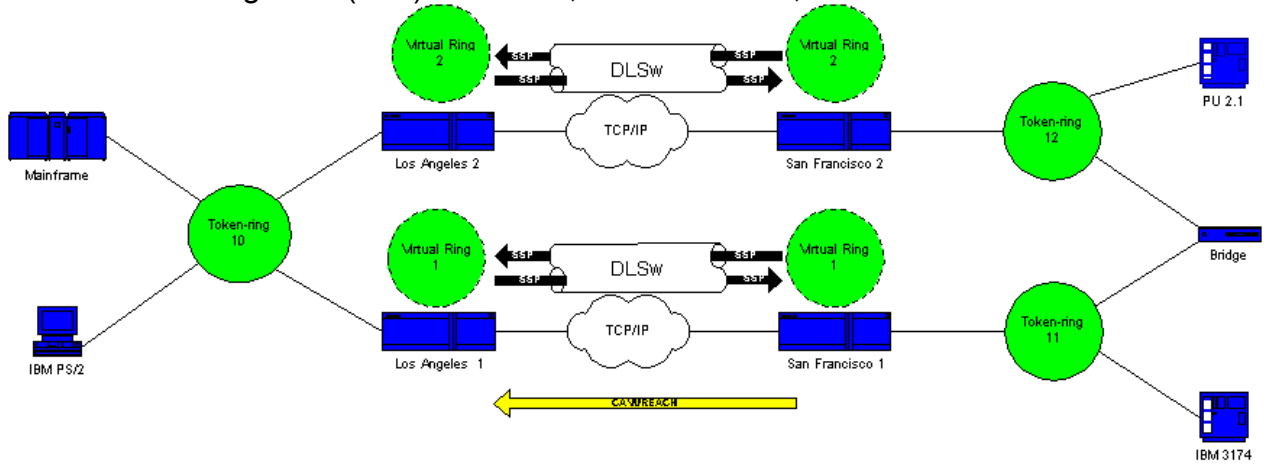 Virtual Ring
2
SSP
SSP
DLSw
SSP
SSP
Virtual Ring
2
PU 2.1
Mainframe
Los Angeles 2
TCP/IP
San Francisco 2
Token-ring
12
Token-ring
10
Virtual Ring
1
SSP
SSP
DLSw
SSP
SSP
Virtual Ring
1
Bridge
IBM PS/2
Los Angeles 1
TCP/IP
San Francisco 1
Token-ring
11
CANUREACH
IBM 3174